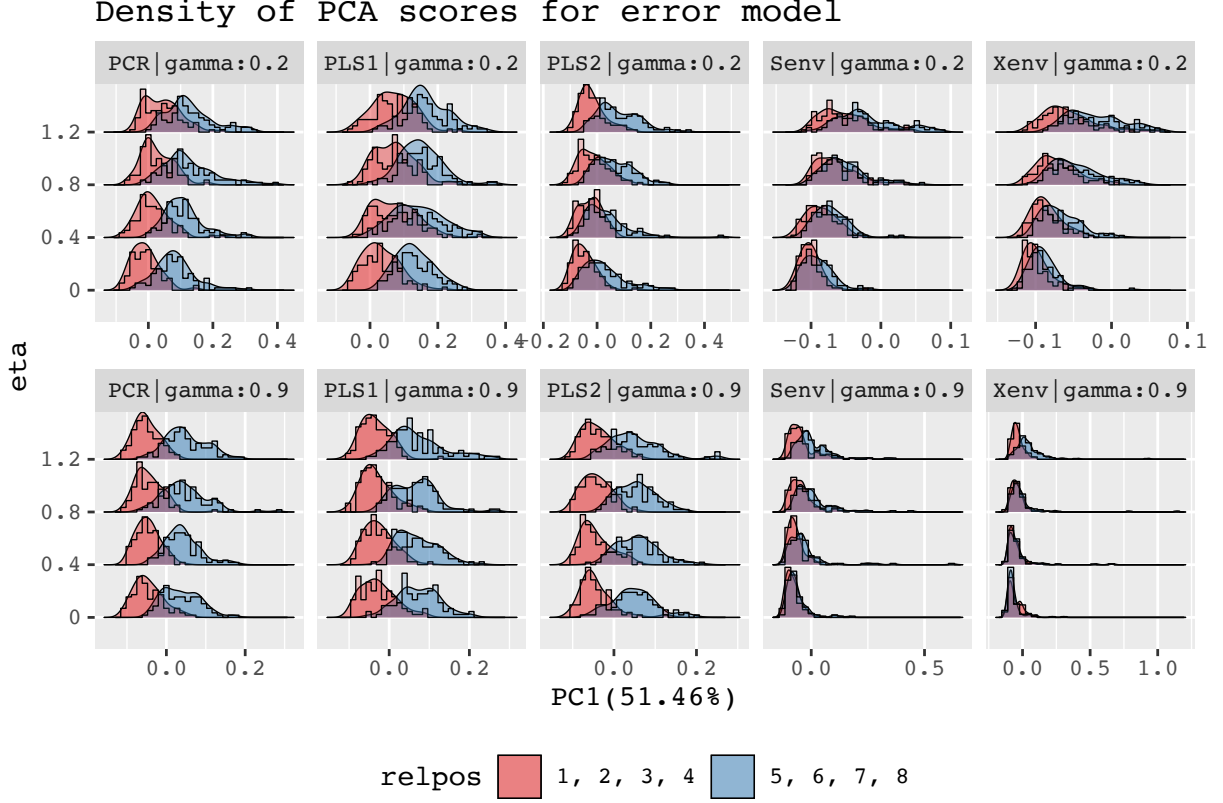 Density of PCA scores for error model
PCR|gamma:0.2 PLS1|gamma:0.2 PLS2|gamma:0.2 Senv|gamma:0.2 Xenv|gamma:0.2
1.2
0.8
0.4
0
0.0 0.2 0.4 0.0 0.2 0.4 −0.2 0.0 0.2 0.4 −0.1 0.0 0.1 −0.1 0.0 0.1
eta
PCR|gamma:0.9 PLS1|gamma:0.9 PLS2|gamma:0.9 Senv|gamma:0.9 Xenv|gamma:0.9
1.2
0.8
0.4
0
0.0 0.2 0.0 0.2 0.0 0.2 0.0 0.5 0.0 0.5 1.0
PC1(51.46%)
relpos 1, 2, 3, 4 5, 6, 7, 8